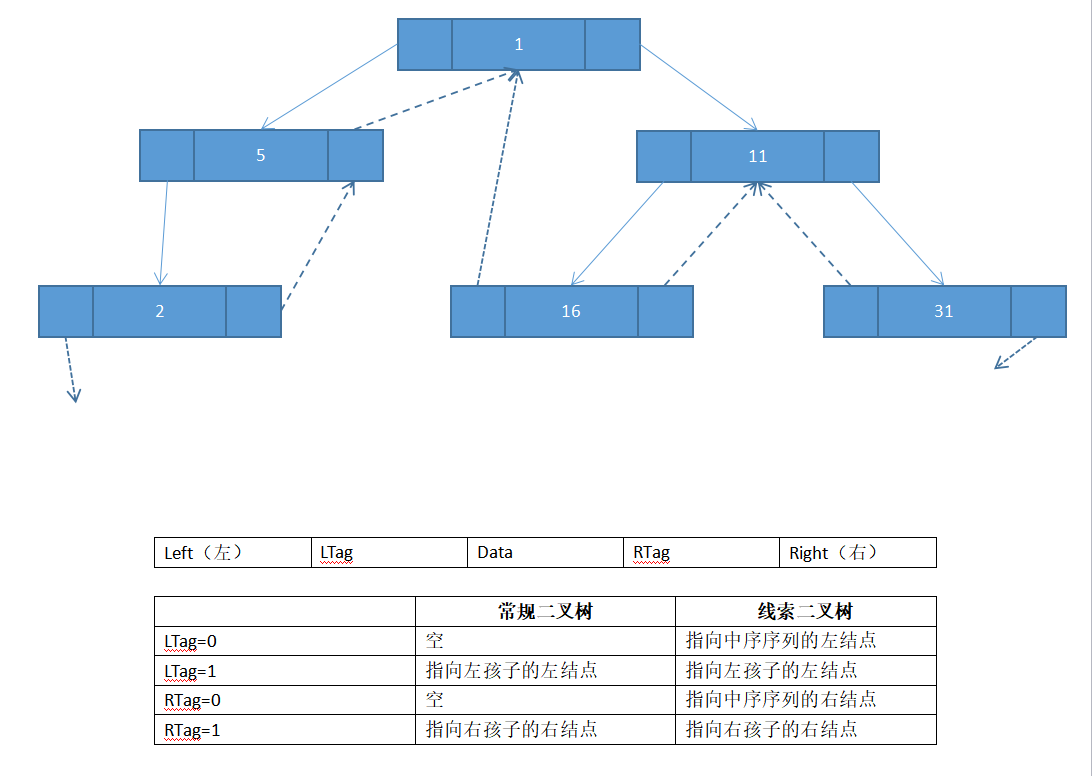 1
5
11
2
16
31
Left（左） LTag Data RTag Right（右）
常规二叉树 线索二叉树
LTag=0 空 指向中序序列的左结点
LTag=1 指向左孩子的左结点 指向左孩子的左结点
RTag=0 空 指向中序序列的右结点
RTag=1 指向右孩子的右结点 指向右孩子的右结点